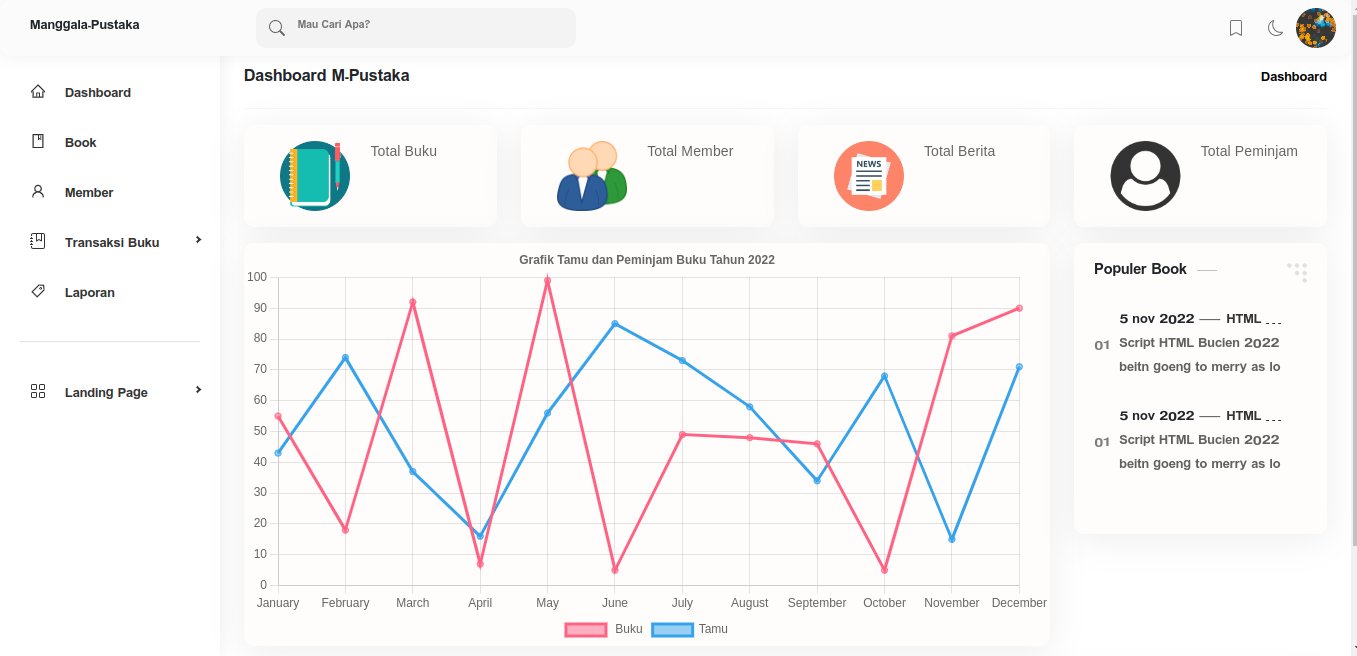 Manggala-Pustaka
Mau Cari Apa?
Dashboard
Book
Member
Transaksi Buku
Laporan
Landing Page
Dashboard M-Pustaka
Dashboard
Total Buku
Total Member
NEWS
Total Berita
Total Peminjam
Grafik Tamu dan Peminjam Buku Tahun 2022
100
90
80
70
60
50
40
30
20
10
0
January February March April May June July August September October November December
Buku Tamu
Populer Book
5 nov 2022 — HTML ...
01 Script HTML Bucien 2022
beitn goeng to merry as lo
5 nov 2022 — HTML ...
01 Script HTML Bucien 2022
beitn goeng to merry as lo